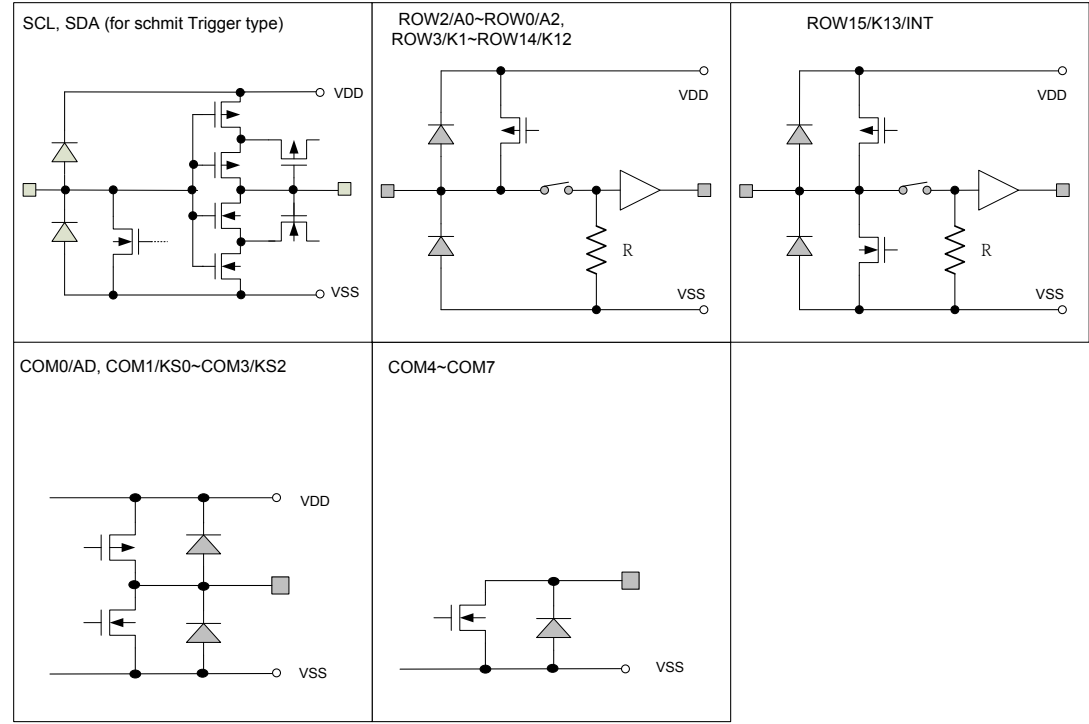 SCL, SDA (for schmit Trigger type)
VDD
VSS
ROW2/A0~ROW0/A2,
ROW3/K1~ROW14/K12
VDD
R
VSS
ROW15/K13/INT
VDD
R
VSS
COM0/AD, COM1/KS0~COM3/KS2
VDD
VSS
COM4~COM7
VSS